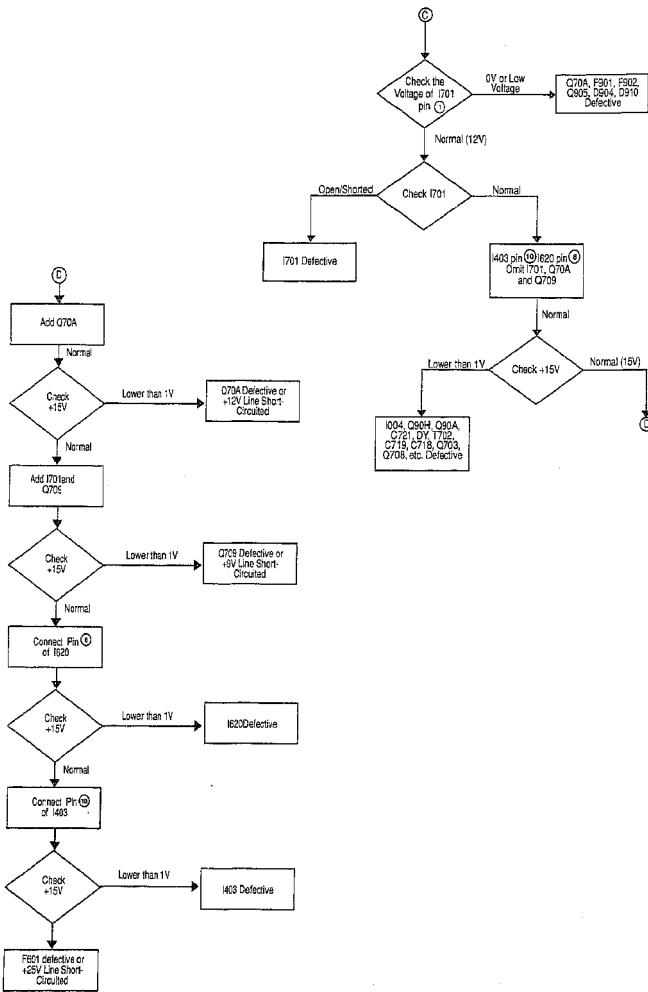 C
Check the
Voltage of I701
pin 1
0V or Low
Voltage
Q70A, F901, F902,
Q905, D904, D910
Defective
Normal (12V)
Open/Shorted
Check I701
Normal
I701 Defective
I403 pin 10 I620 pin 6
Omit I701, Q70A
and Q709
Normal
Lower than 1V
Check +15V
Normal (15V)
I004, Q90H, Q90A,
C721, DY, T702,
C719, C718, Q703,
Q708, etc. Defective
D
Add Q70A
Normal
Check
+15V
Lower than 1V
Q70A Defective or
+12V Line Short-
Circuited
Normal
Add I701and
Q709
Check
+15V
Lower than 1V
Q709 Defective or
+9V Line Short-
Circuited
Normal
Connect Pin 6
of I620
Check
+15V
Lower than 1V
I620Defective
Normal
Connect Pin 10
of I403
Check
+15V
Lower than 1V
I403 Defective
F601 defective or
+25V Line Short-
Circuited